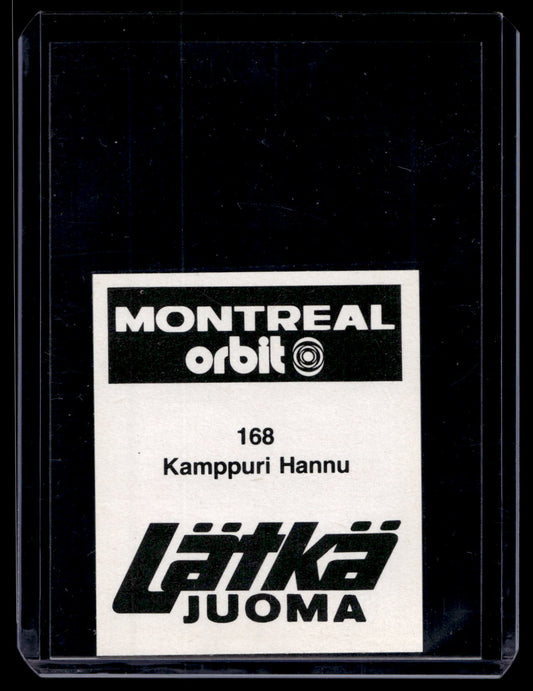 MONTREAL
orbit
168
Kamppuri Hannu
Lätkä
JUOMA